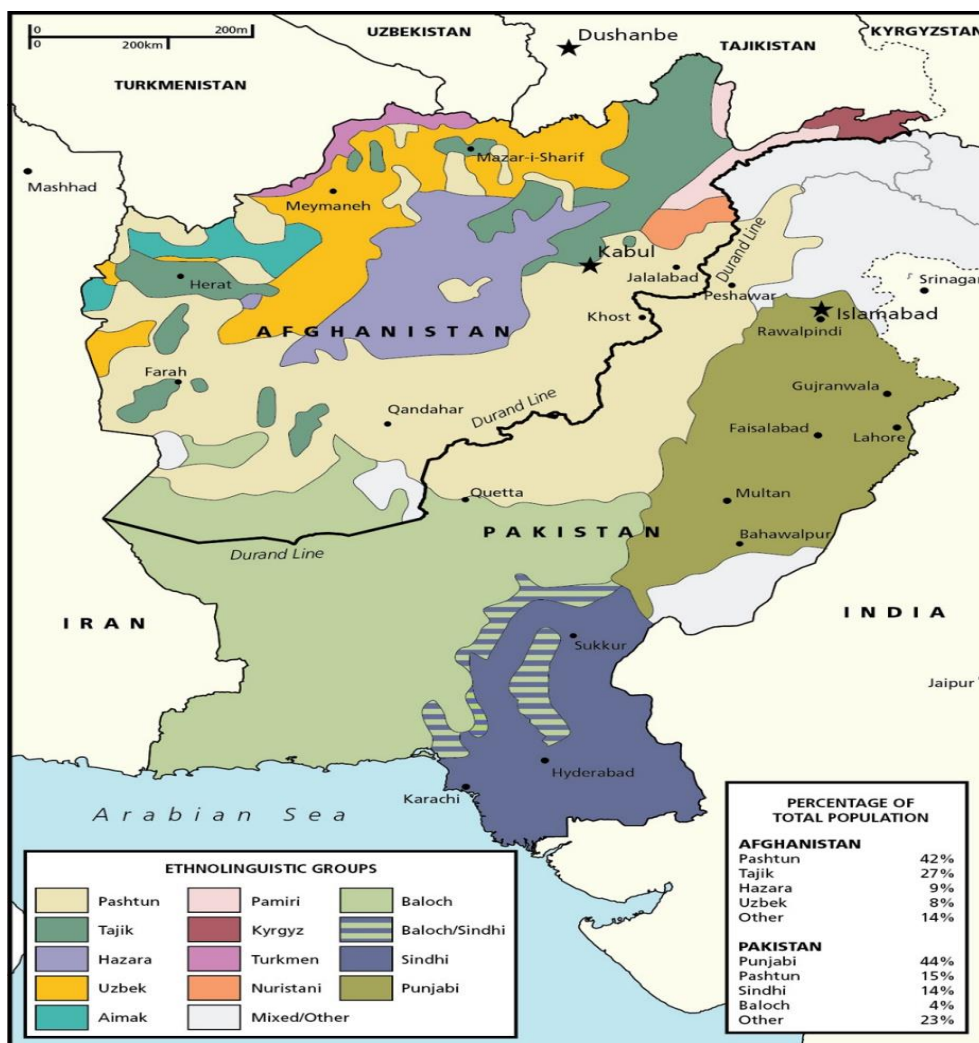 0 200m
0 200km
UZBEKISTAN
Dushanbe
TAJIKISTAN
KYRGYZSTAN
TURKMENISTAN
Mashhad
Mazar-i-Sharif
Meymaneh
Herat
Kabul
Jalalabad
Durand Line
Peshawar
Srinagar
Khost
Islamabad
Rawalpindi
AFGHANISTAN
Farah
Qandahar
Durand Line
Gujranwala
Faisalabad
Lahore
Quetta
Multan
PAKISTAN
Bahawalpur
Durand Line
IRAN
INDIA
Sukkur
Jaipur
Hyderabad
Karachi
Arabian Sea
ETHNOLINGUISTIC GROUPS
Pashtun Pamiri Baloch
Tajik Kyrgyz Baloch/Sindhi
Hazara Turkmen Sindhi
Uzbek Nuristani Punjabi
Aimak Mixed/Other
PERCENTAGE OF
TOTAL POPULATION
AFGHANISTAN
Pashtun 42%
Tajik 27%
Hazara 9%
Uzbek 8%
Other 14%
PAKISTAN
Punjabi 44%
Pashtun 15%
Sindhi 14%
Baloch 4%
Other 23%